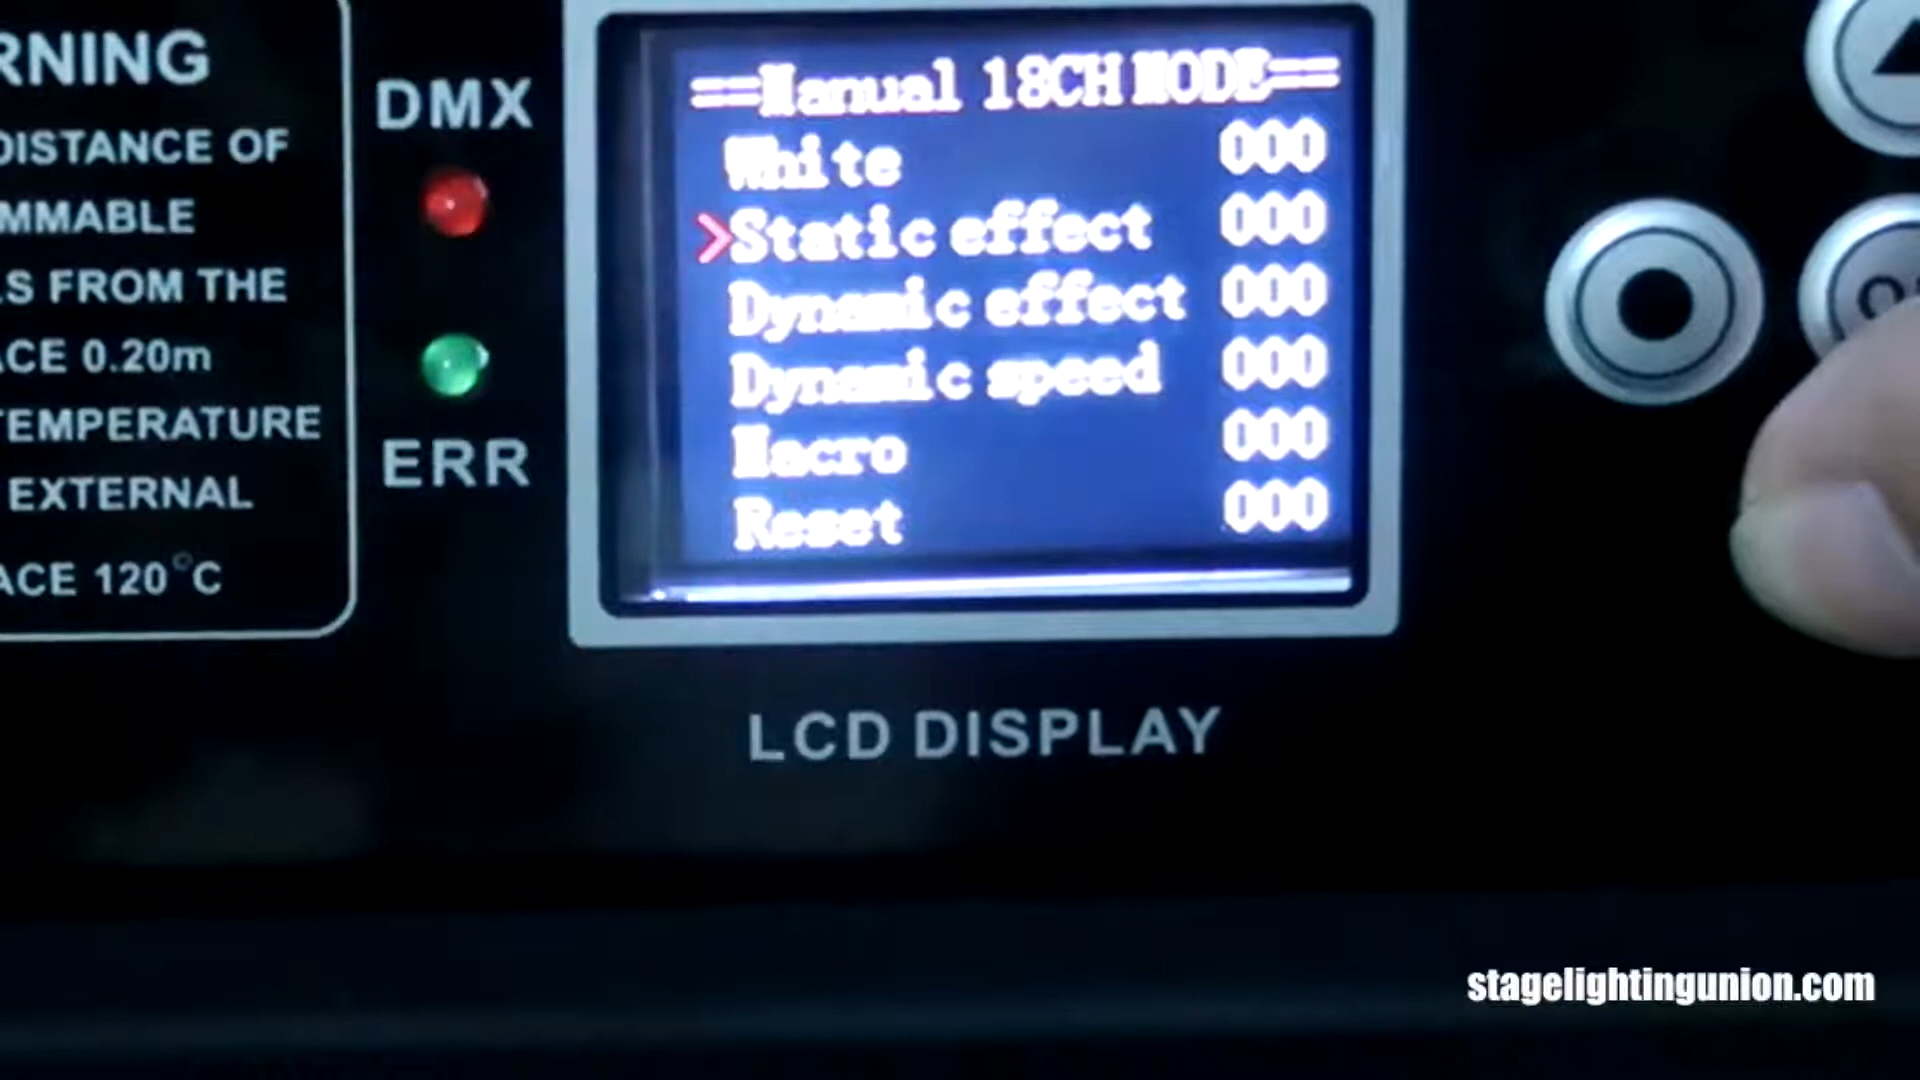 RNING
DISTANCE OF
MMABLE
LS FROM THE
ACE 0.20m
TEMPERATURE
EXTERNAL
ACE 120°C
DMX
ERR
==Manual 18CH MODE==
White 000
>Static effect 000
Dynamic effect 000
Dynamic speed 000
Macro 000
Reset 000
LCD DISPLAY
stagelightingunion.com